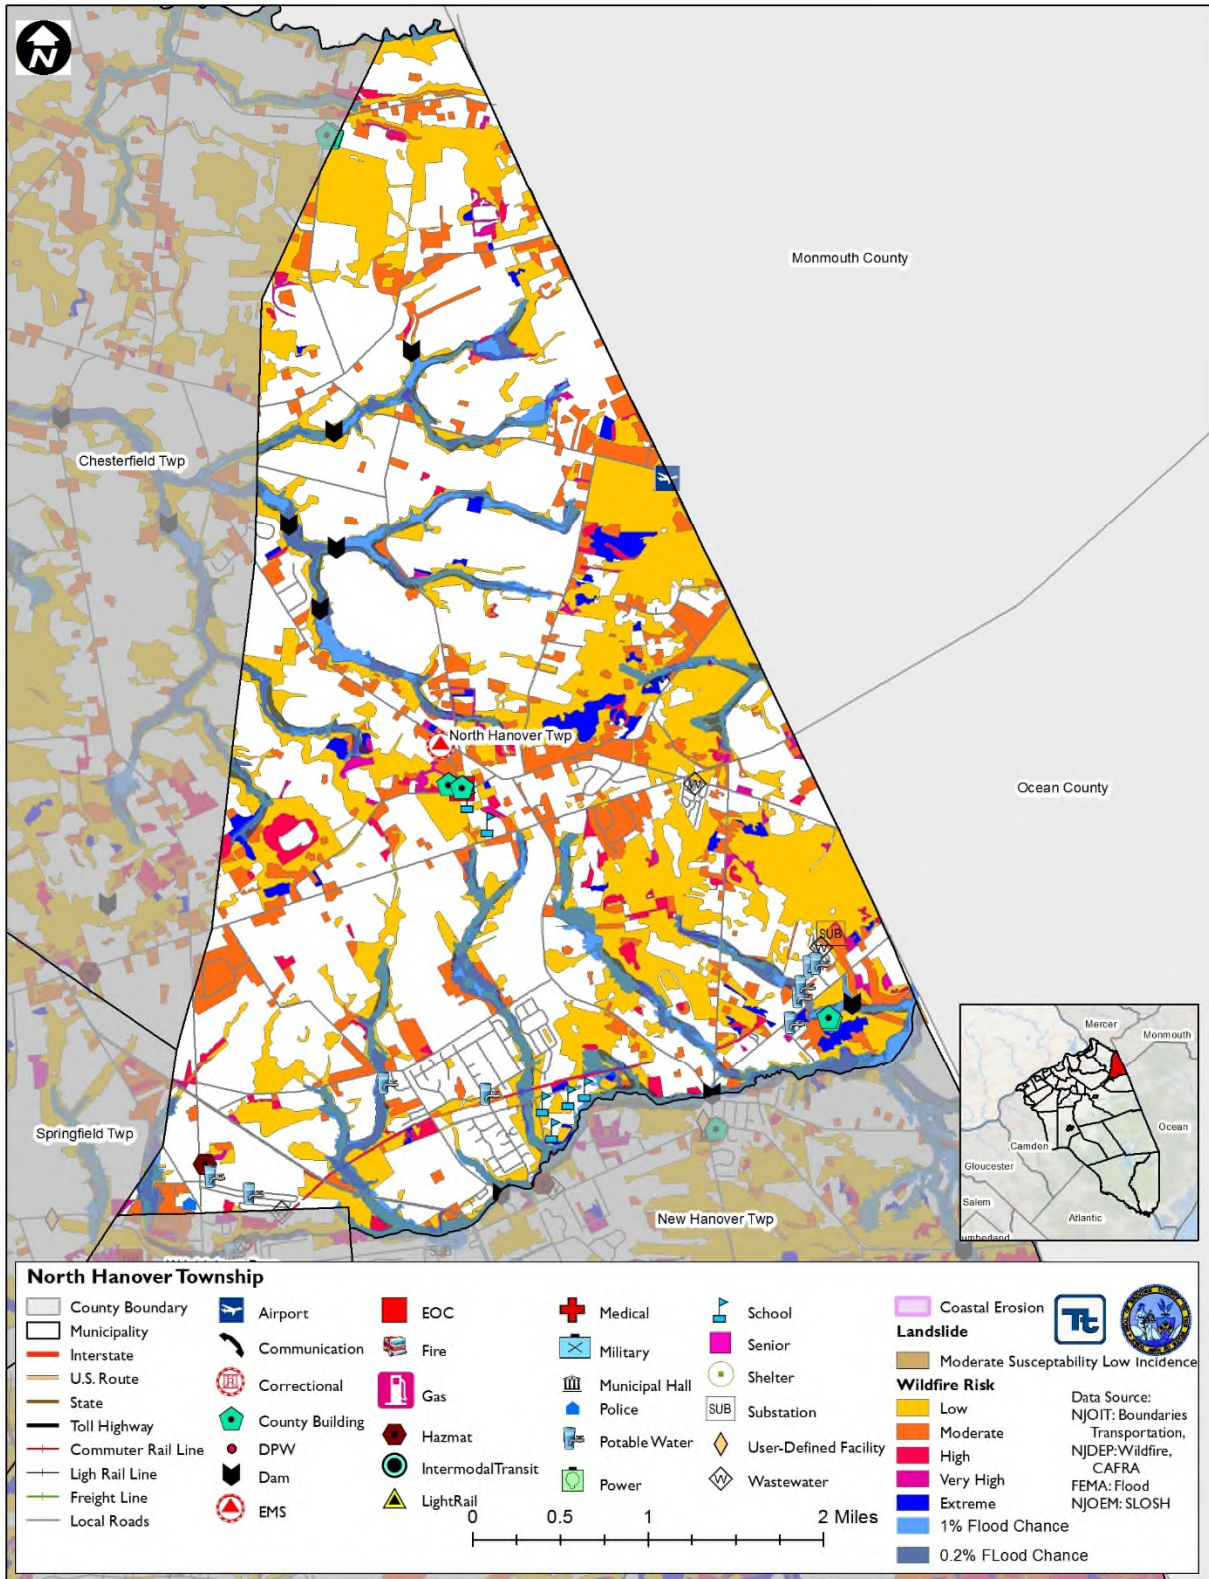 N
Monmouth County
Chesterfield Twp
North Hanover Twp
Ocean County
SUB
W
W
Springfield Twp
New Hanover Twp
SUB
Mercer
Monmouth
Ocean
Camden
Gloucester
Salem
Atlantic
umberland
North Hanover Township
County Boundary
Municipality
Interstate
U.S. Route
State
Toll Highway
Commuter Rail Line
Ligh Rail Line
Freight Line
Local Roads
Airport
Communication
Correctional
County Building
DPW
Dam
EMS
EOC
Fire
Gas
Hazmat
IntermodalTransit
LightRail
Medical
Military
Municipal Hall
Police
Potable Water
Power
School
Senior
Shelter
SUB Substation
User-Defined Facility
W Wastewater
0 0.5 1 2 Miles
Coastal Erosion
Landslide
Moderate Susceptability Low Incidence
Wildfire Risk
Low
Moderate
High
Very High
Extreme
1% Flood Chance
0.2% FLood Chance
Tt
Data Source:
NJOIT: Boundaries
Transportation,
NJDEP: Wildfire,
CAFRA
FEMA: Flood
NJOEM: SLOSH